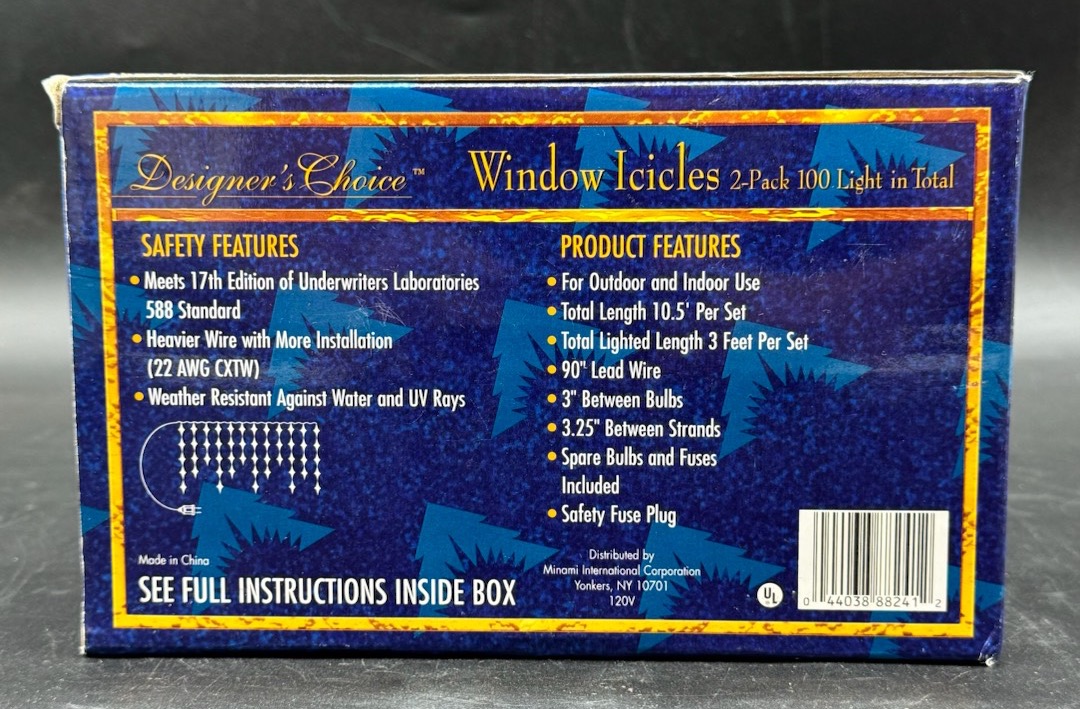 Designer's Choice™
Window Icicles 2-Pack 100 Light in Total
SAFETY FEATURES
• Meets 17th Edition of Underwriters Laboratories
588 Standard
• Heavier Wire with More Installation
(22 AWG CXTW)
• Weather Resistant Against Water and UV Rays
Made in China
SEE FULL INSTRUCTIONS INSIDE BOX
PRODUCT FEATURES
• For Outdoor and Indoor Use
• Total Length 10.5' Per Set
• Total Lighted Length 3 Feet Per Set
• 90" Lead Wire
• 3" Between Bulbs
• 3.25" Between Strands
• Spare Bulbs and Fuses
Included
• Safety Fuse Plug
Distributed by
Minami International Corporation
Yonkers, NY 10701
120V
UL
0 44038 88241 2